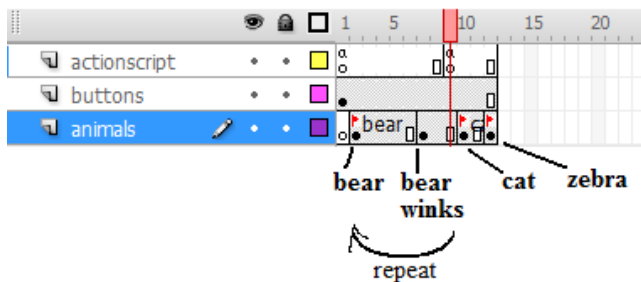 1 5 10 15 20
actionscript a a
buttons
animals bear c
bear bear winks cat zebra
repeat